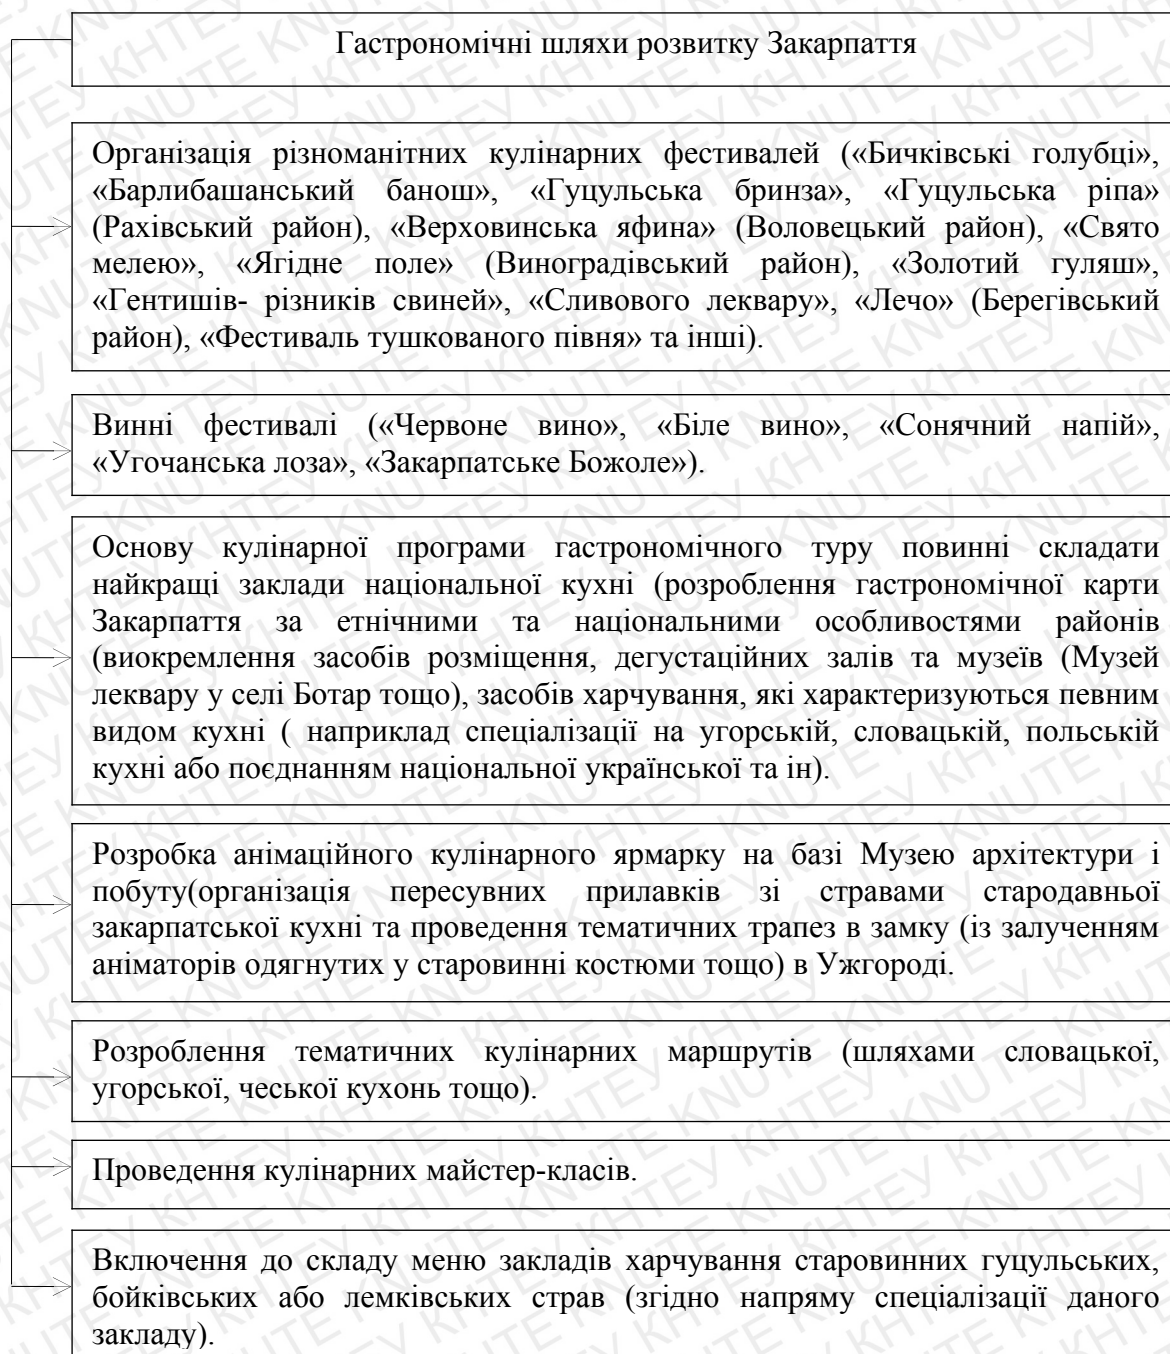 Гастрономічні шляхи розвитку Закарпаття
Організація різноманітних кулінарних фестивалей («Бичківські голубці»,
«Барлибашанський банош», «Гуцульська бринза», «Гуцульська ріпа»
(Рахівський район), «Верховинська яфина» (Воловецький район), «Свято
мелею», «Ягідне поле» (Виноградівський район), «Золотий гуляш»,
«Гентишів- різників свиней», «Сливового леквару», «Лечо» (Берегівський
район), «Фестиваль тушкованого півня» та інші).
Винні фестивалі («Червоне вино», «Біле вино», «Сонячний напій»,
«Угочанська лоза», «Закарпатське Божоле»).
Основу кулінарної програми гастрономічного туру повинні складати
найкращі заклади національної кухні (розроблення гастрономічної карти
Закарпаття за етнічними та національними особливостями районів
(виокремлення засобів розміщення, дегустаційних залів та музеїв (Музей
леквару у селі Ботар тощо), засобів харчування, які характеризуються певним
видом кухні ( наприклад спеціалізації на угорській, словацькій, польській
кухні або поєднанням національної української та ін).
Розробка анімаційного кулінарного ярмарку на базі Музею архітектури і
побуту(організація пересувних прилавків зі стравами стародавньої
закарпатської кухні та проведення тематичних трапез в замку (із залученням
аніматорів одягнутих у старовинні костюми тощо) в Ужгороді.
Розроблення тематичних кулінарних маршрутів (шляхами словацької,
угорської, чеської кухонь тощо).
Проведення кулінарних майстер-класів.
Включення до складу меню закладів харчування старовинних гуцульських,
бойківських або лемківських страв (згідно напряму спеціалізації даного
закладу).